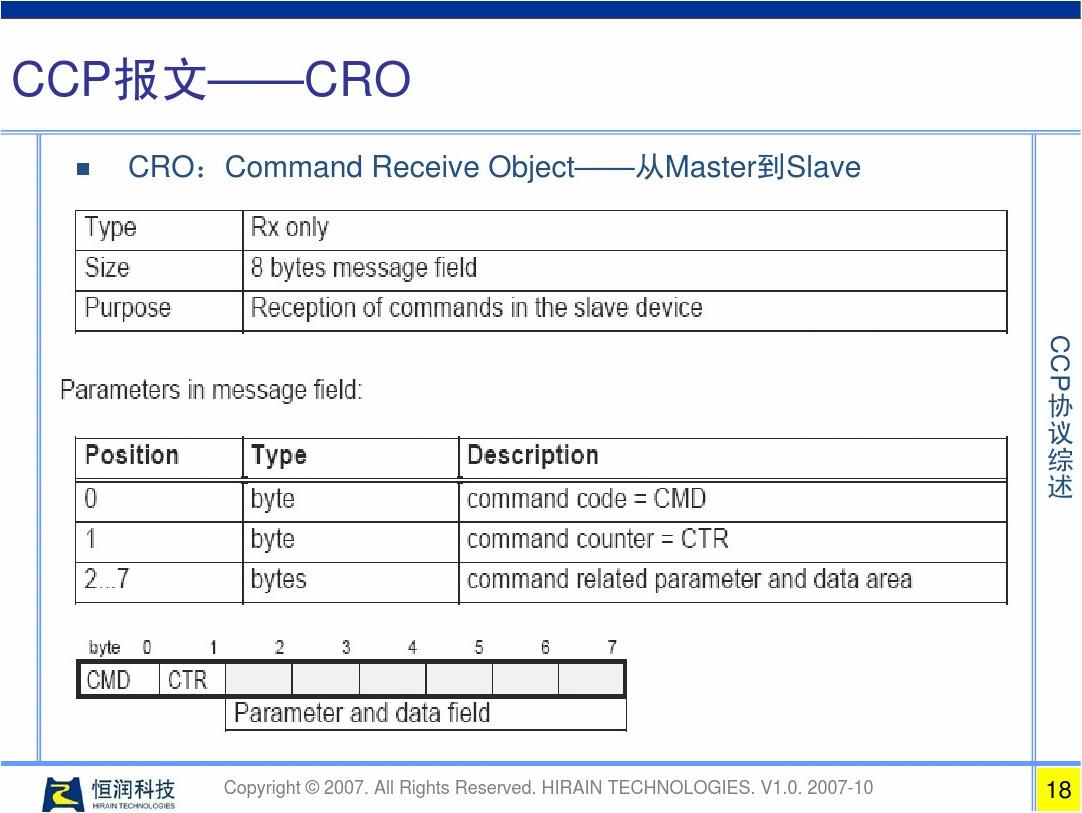 CCP报文——CRO
■ CRO：Command Receive Object——从Master到Slave
Type Rx only
Size 8 bytes message field
Purpose Reception of commands in the slave device
Parameters in message field:
Position Type Description
0 byte command code = CMD
1 byte command counter = CTR
2...7 bytes command related parameter and data area
byte 0 1 2 3 4 5 6 7
CMD CTR
Parameter and data field
CCP协议综述
恒润科技
HIRAIN TECHNOLOGIES
Copyright © 2007. All Rights Reserved. HIRAIN TECHNOLOGIES. V1.0. 2007-10
18